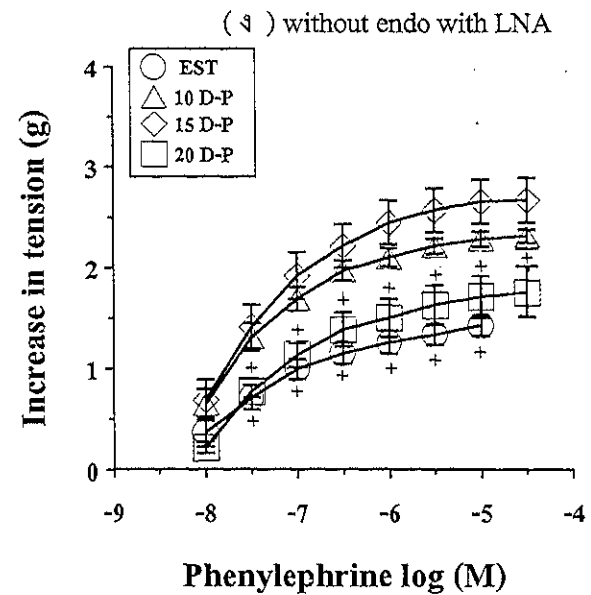 ( ง ) without endo with LNA
EST
10 D-P
15 D-P
20 D-P
Increase in tension (g)
4
3
2
1
0
-9 -8 -7 -6 -5 -4
Phenylephrine log (M)